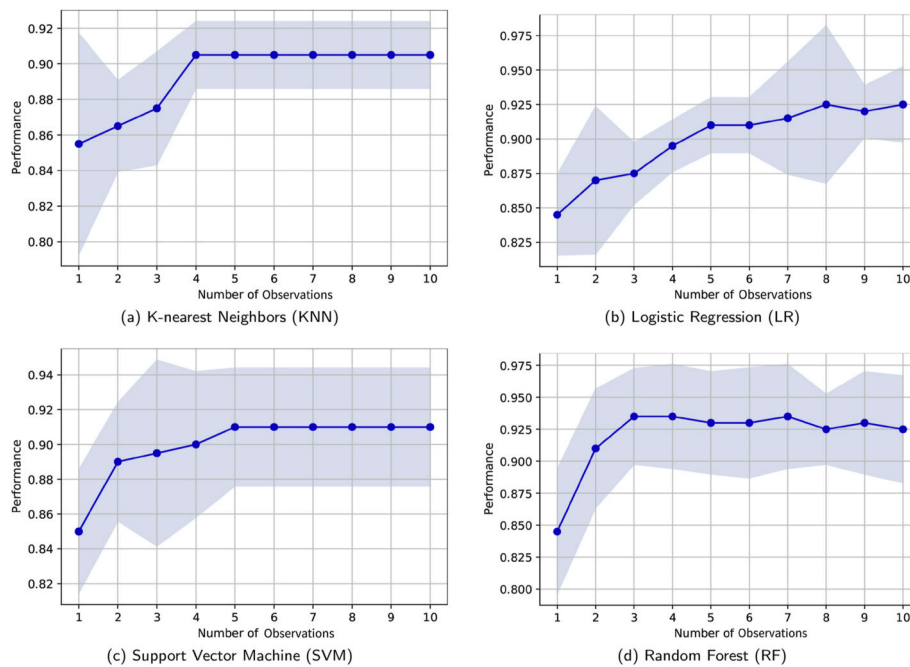 0.92
0.90
0.88
0.86
0.84
0.82
0.80
Performance
1 2 3 4 5 6 7 8 9 10
Number of Observations
(a) K-nearest Neighbors (KNN)
0.975
0.950
0.925
0.900
0.875
0.850
0.825
Performance
1 2 3 4 5 6 7 8 9 10
Number of Observations
(b) Logistic Regression (LR)
0.94
0.92
0.90
0.88
0.86
0.84
0.82
Performance
1 2 3 4 5 6 7 8 9 10
Number of Observations
(c) Support Vector Machine (SVM)
0.975
0.950
0.925
0.900
0.875
0.850
0.825
0.800
Performance
1 2 3 4 5 6 7 8 9 10
Number of Observations
(d) Random Forest (RF)